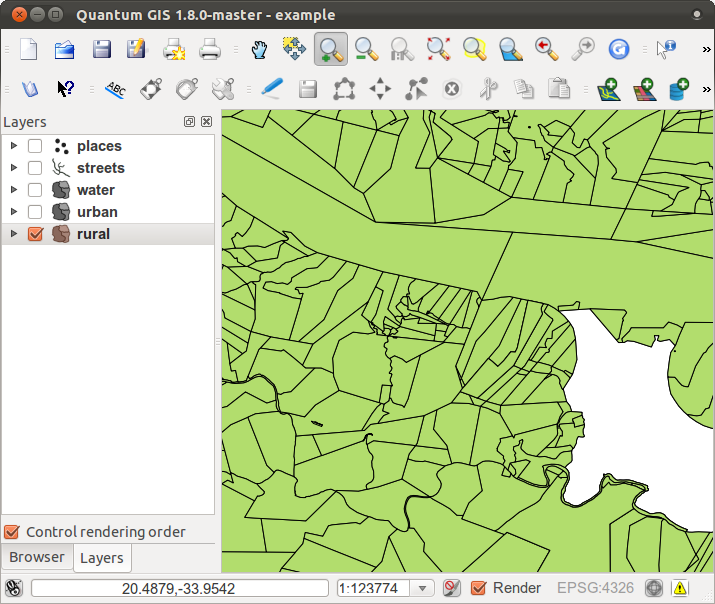 Quantum GIS 1.8.0-master - example
ABC
Layers
places
streets
water
urban
rural
Control rendering order
Browser
Layers
20.4879,-33.9542
1:123774
Render
EPSG:4326